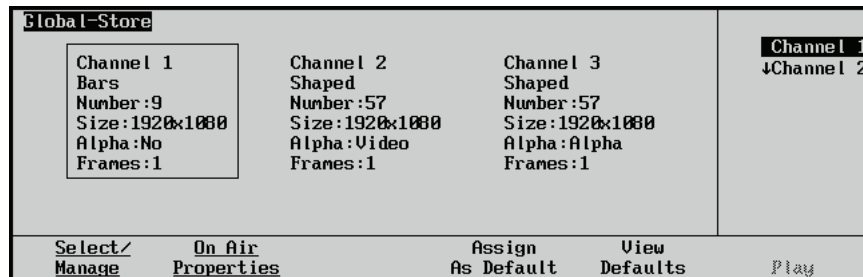 Global-Store
Channel 1
Bars
Number:9
Size:1920x1080
Alpha:No
Frames:1
Channel 2
Shaped
Number:57
Size:1920x1080
Alpha:Video
Frames:1
Channel 3
Shaped
Number:57
Size:1920x1080
Alpha:Alpha
Frames:1
Channel 1
↓Channel 2
Select/
Manage
On Air
Properties
Assign
As Default
View
Defaults
Play